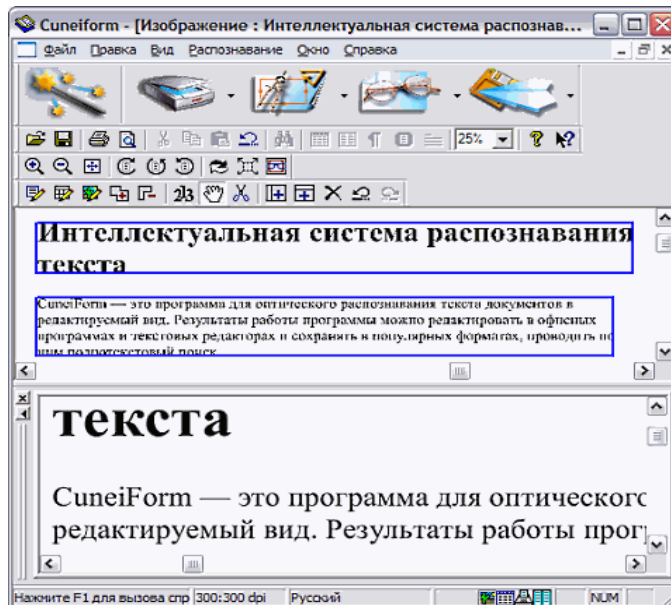 Cuneiform - [Изображение : Интеллектуальная система распознав...
Файл Правка Вид Распознавание Окно Справка
25%
Интеллектуальная система распознавания
текста
CuneiForm — это программа для оптического распознавания текста документов в
редактируемый вид. Результаты работы программы можно редактировать в офисных
программах и текстовых редакторах и сохранять в популярных форматах, проводить по
ним полнотекстовый поиск
текста
CuneiForm — это программа для оптического
редактируемый вид. Результаты работы прог
Нажмите F1 для вызова спр 300:300 dpi Русский NUM